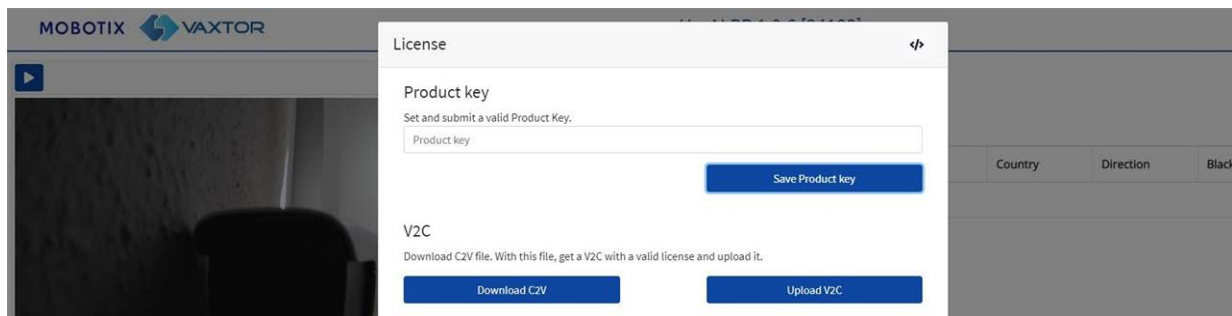 MOBOTIX VAXTOR
License
</>
Product key
Set and submit a valid Product Key.
Product key
Save Product key
Country
Direction
V2C
Download C2V file. With this file, get a V2C with a valid license and upload it.
Download C2V
Upload V2C